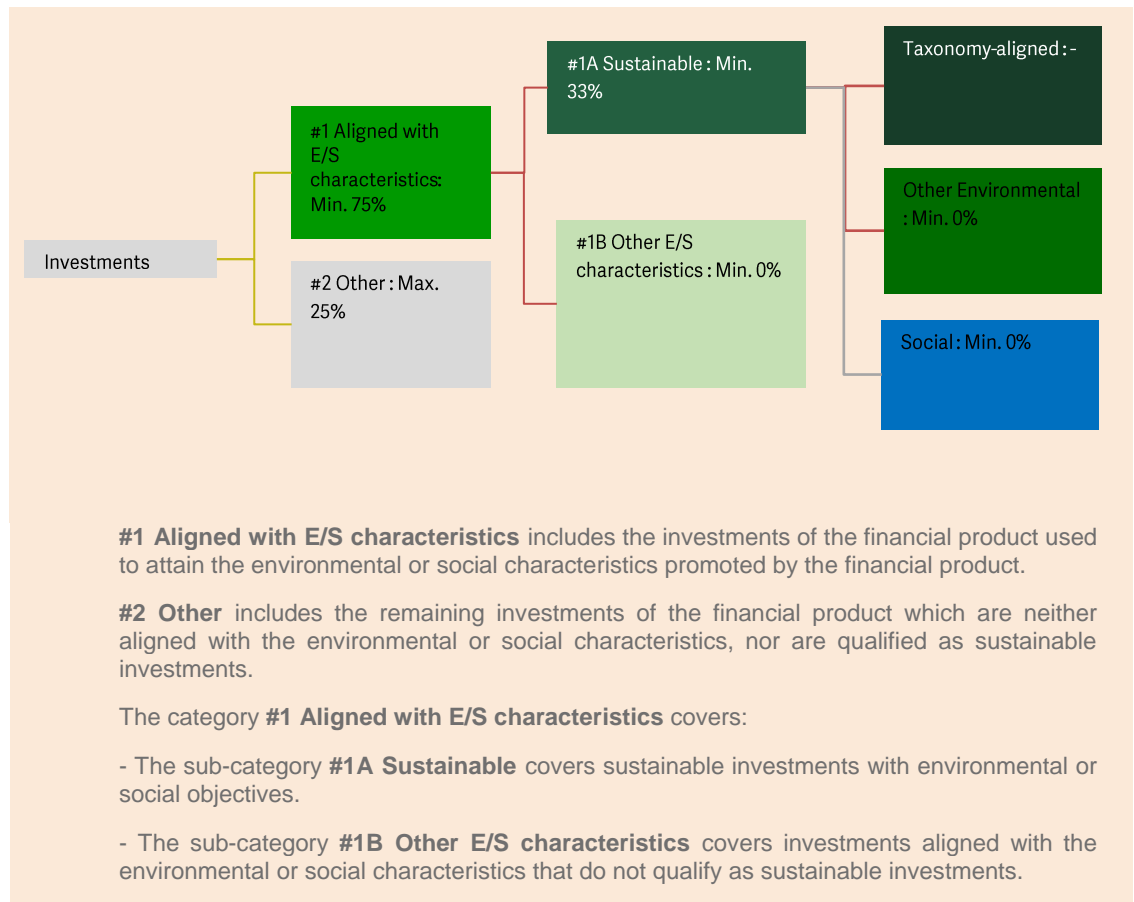 Investments
#1 Aligned with
E/S
characteristics:
Min. 75%
#2 Other : Max.
25%
#1A Sustainable : Min.
33%
#1B Other E/S
characteristics : Min. 0%
Taxonomy-aligned : -
Other Environmental
: Min. 0%
Social : Min. 0%
#1 Aligned with E/S characteristics includes the investments of the financial product used
to attain the environmental or social characteristics promoted by the financial product.
#2 Other includes the remaining investments of the financial product which are neither
aligned with the environmental or social characteristics, nor are qualified as sustainable
investments.
The category #1 Aligned with E/S characteristics covers:
- The sub-category #1A Sustainable covers sustainable investments with environmental or
social objectives.
- The sub-category #1B Other E/S characteristics covers investments aligned with the
environmental or social characteristics that do not qualify as sustainable investments.